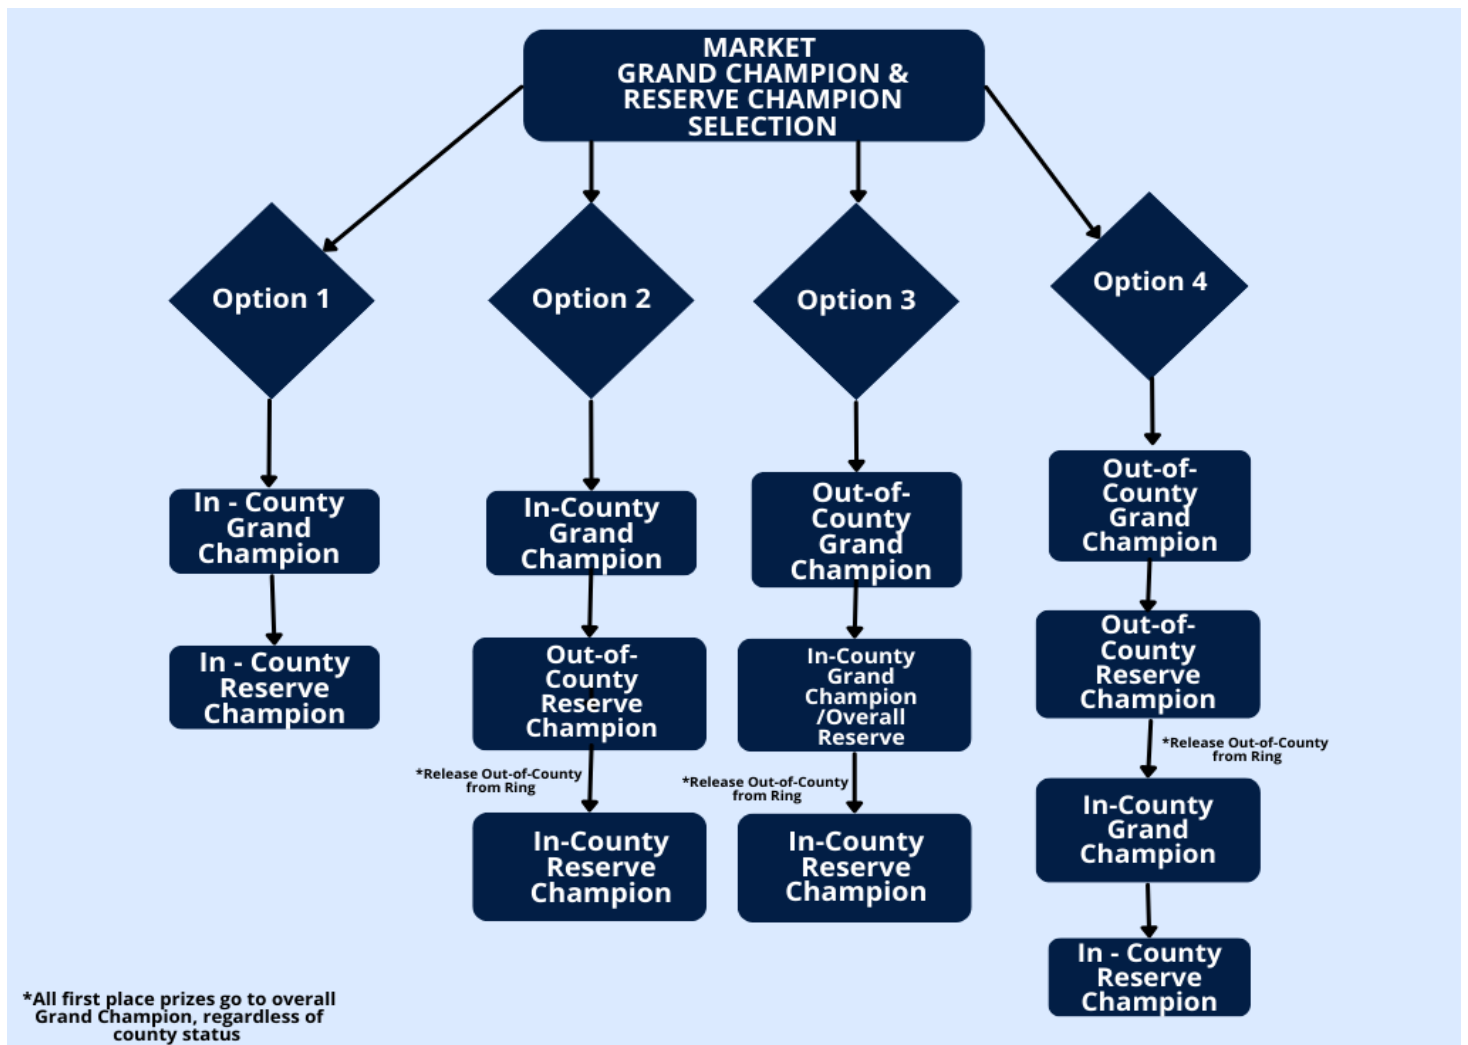 MARKET
GRAND CHAMPION &
RESERVE CHAMPION
SELECTION
Option 1
Option 2
Option 3
Option 4
In - County
Grand
Champion
In - County
Reserve
Champion
In-County
Grand
Champion
Out-of-
County
Reserve
Champion
*Release Out-of-County
from Ring
In-County
Reserve
Champion
Out-of-
County
Grand
Champion
In-County
Grand
Champion
/Overall
Reserve
*Release Out-of-County
from Ring
In-County
Reserve
Champion
Out-of-
County
Grand
Champion
Out-of-
County
Reserve
Champion
*Release Out-of-County
from Ring
In-County
Grand
Champion
In - County
Reserve
Champion
*All first place prizes go to overall
Grand Champion, regardless of
county status